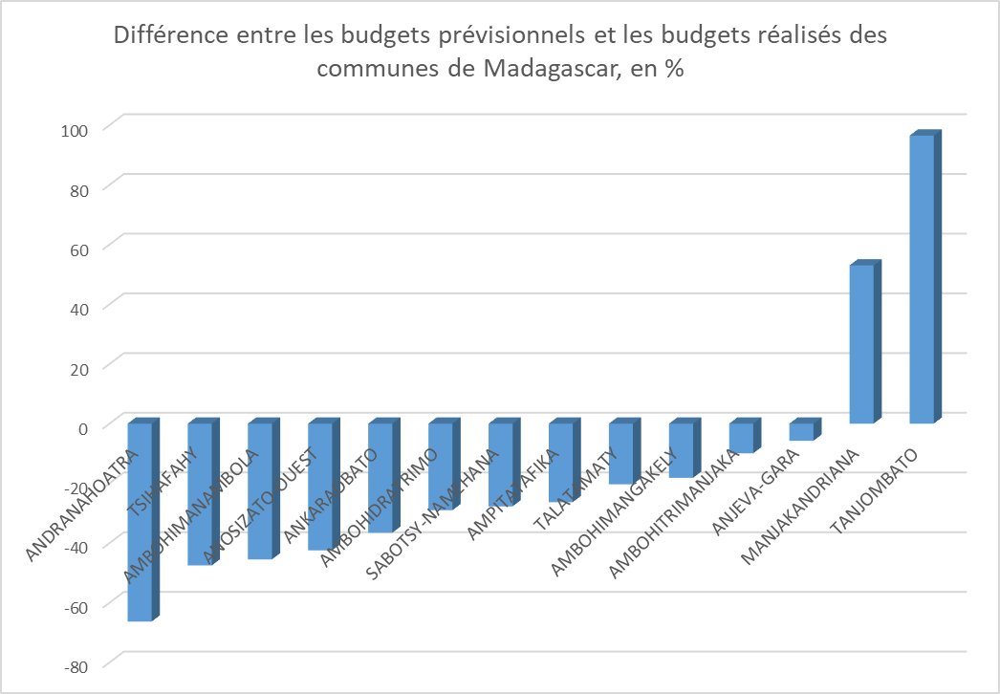 Différence entre les budgets prévisionnels et les budgets réalisés des
communes de Madagascar, en %
100
80
60
40
20
0
-20
-40
-60
-80
ANDRANAHOATRA
TSIHAFAHY
AMBOHIMANAMBOLA
ANOSIZATO-OUEST
ANKARAOBATO
AMBOHIDRATRIMO
SABOTSY-NAMEHANA
AMPITATAFIKA
TALATAMATY
AMBOHIMANGAKELY
AMBOHITRIMANJAKA
ANJEVA-GARA
MANJAKANDRIANA
TANJOMBATO